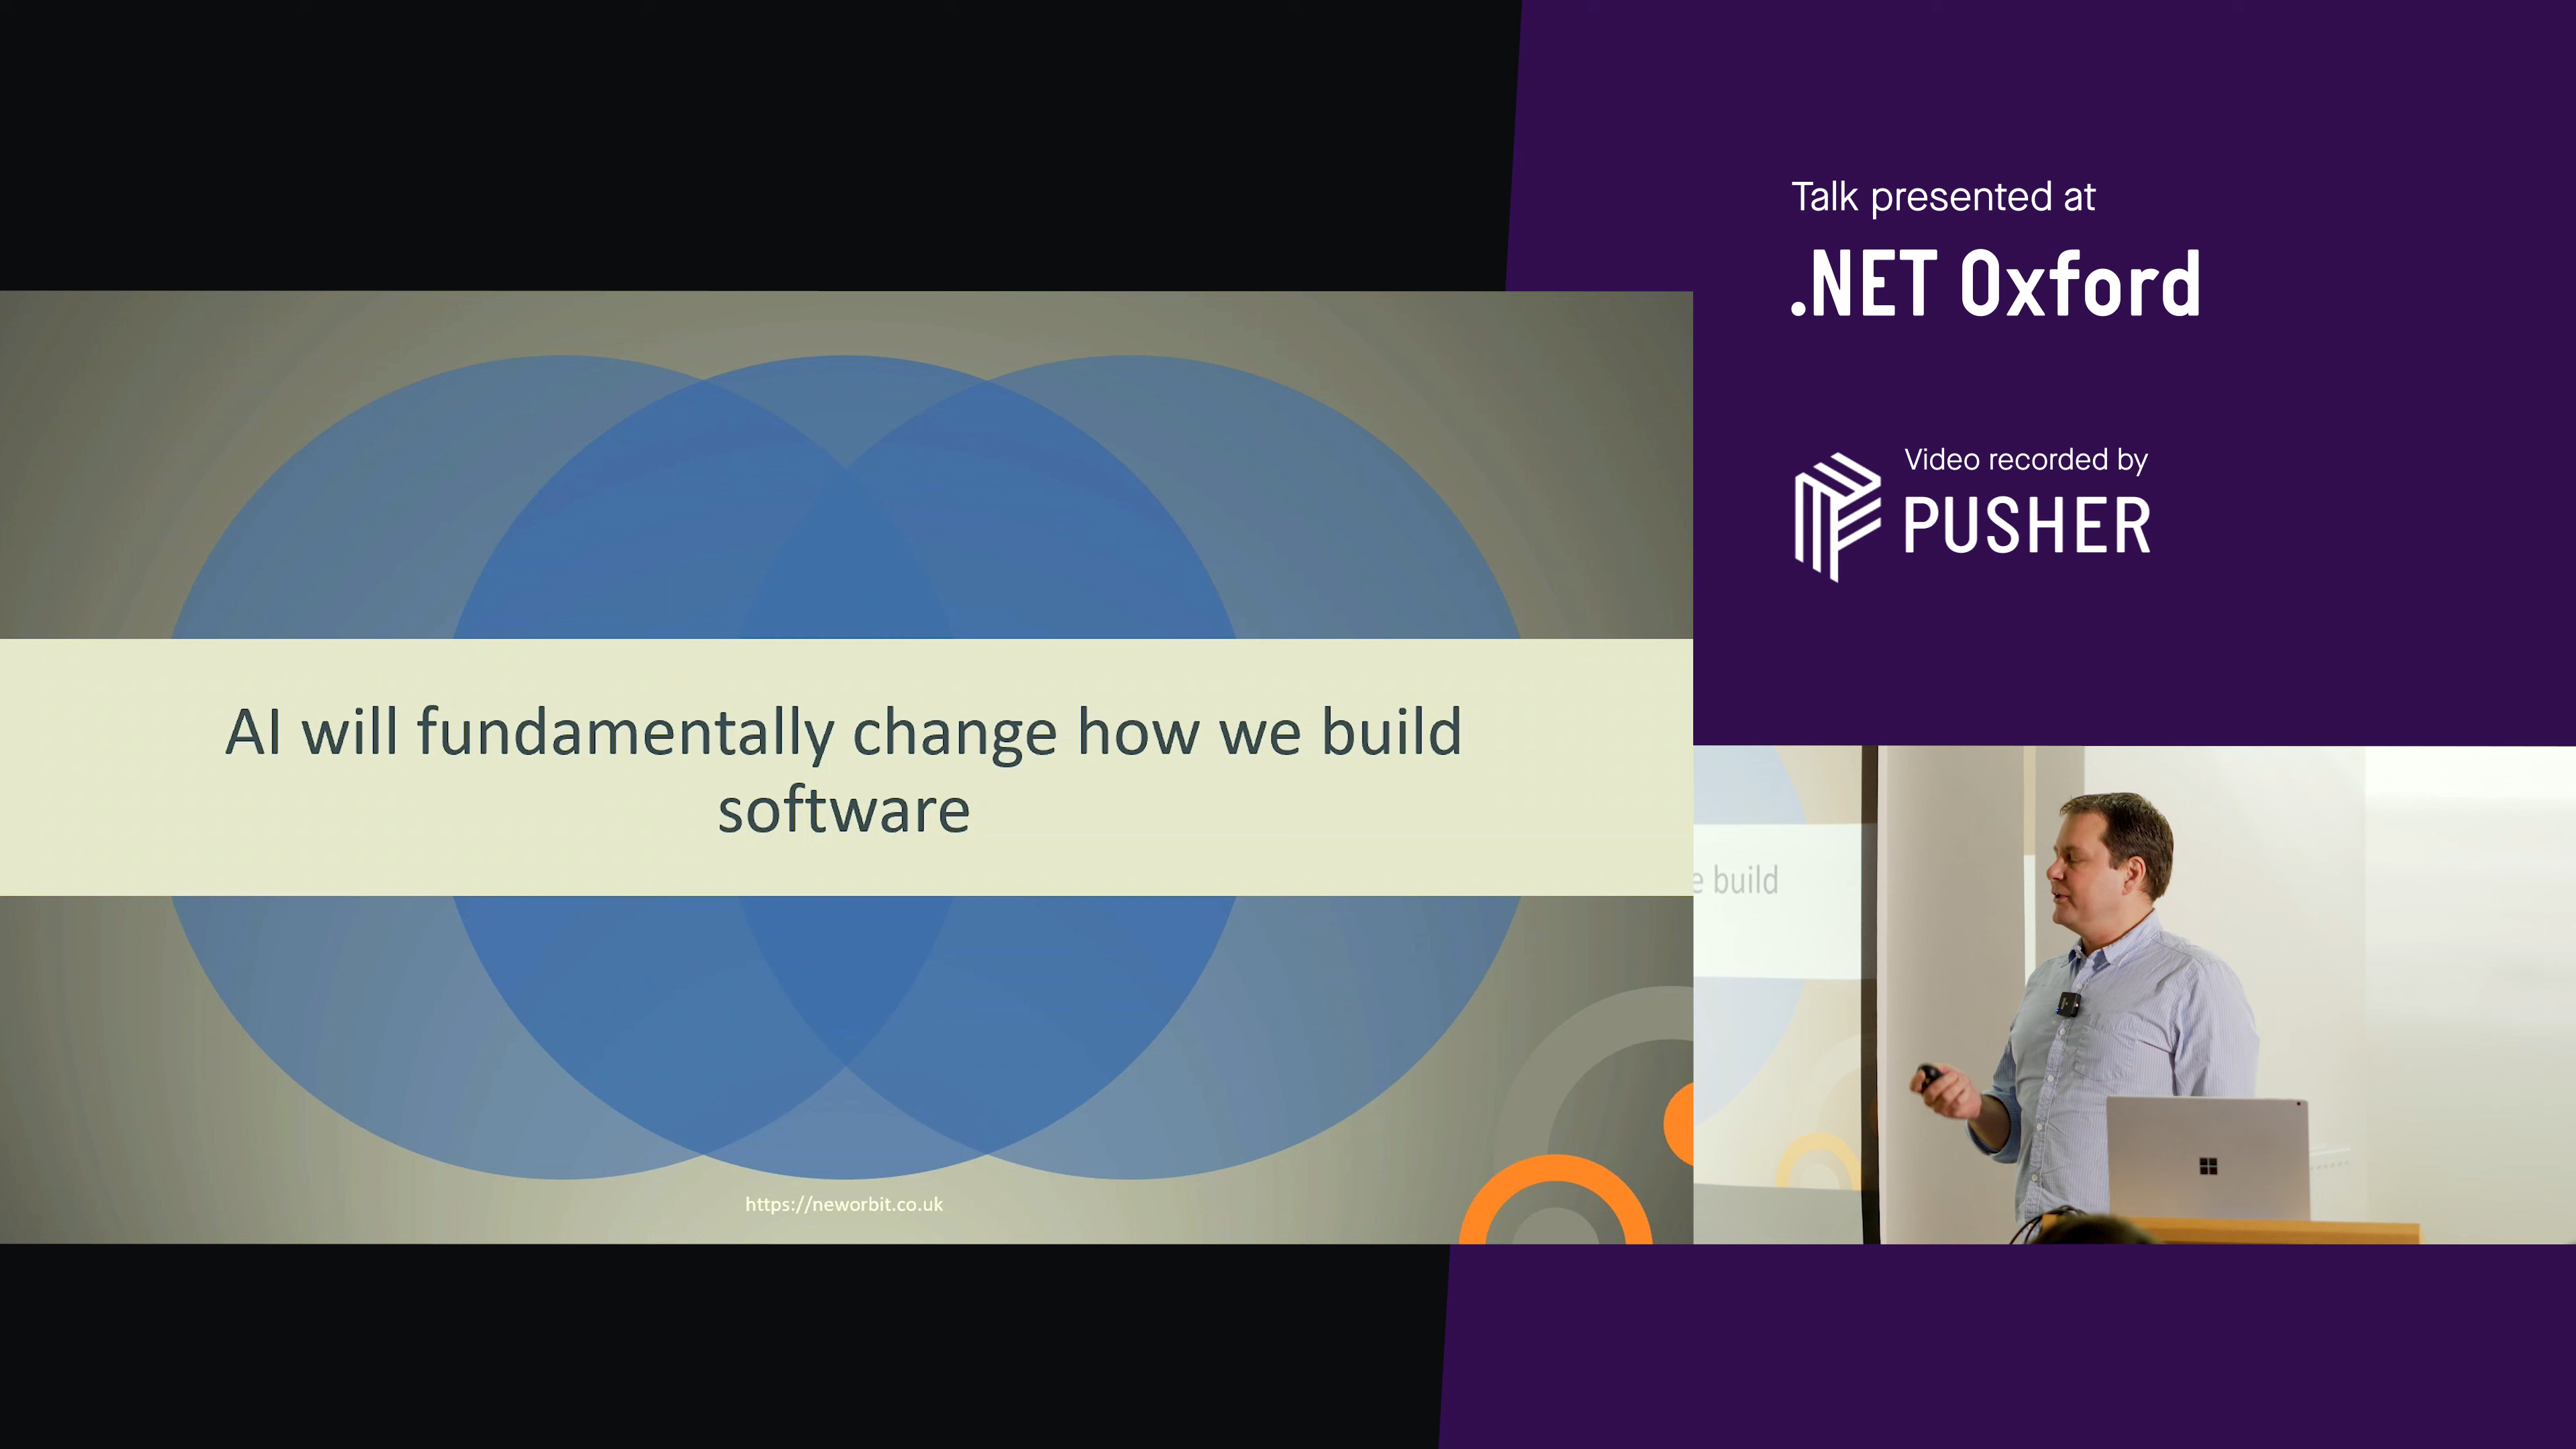 AI will fundamentally change how we build
software
https://neworbit.co.uk
Talk presented at
.NET Oxford
Video recorded by
PUSHER
e build